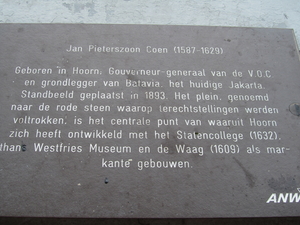 Jan Pieterszoon Coen (1587-1629)
Geboren in Hoorn, Gouverneur-generaal van de V.O.C
en grondlegger van Batavia, het huidige Jakarta.
Standbeeld geplaatst in 1893. Het plein, genoemd
naar de rode steen waarop terechtstellingen werden
voltrokken, is het centrale punt van waaruit Hoorn
zich heeft ontwikkeld met het Statencollege (1632),
thans Westfries Museum en de Waag (1609) als mar-
kante gebouwen.
ANW